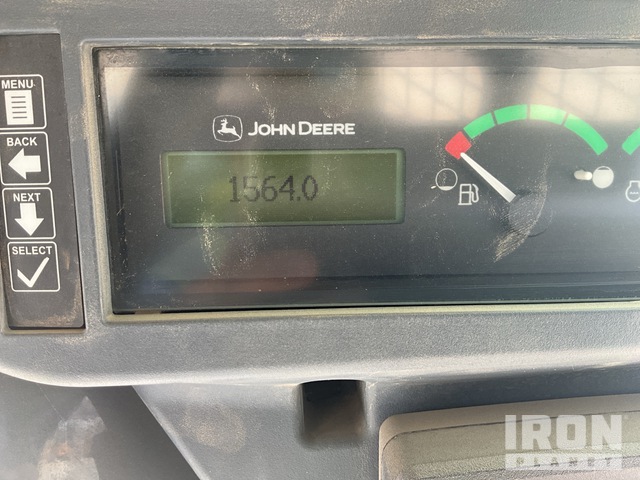 MENU
BACK
NEXT
SELECT
JOHN DEERE
1564.0
IRON
PLANET